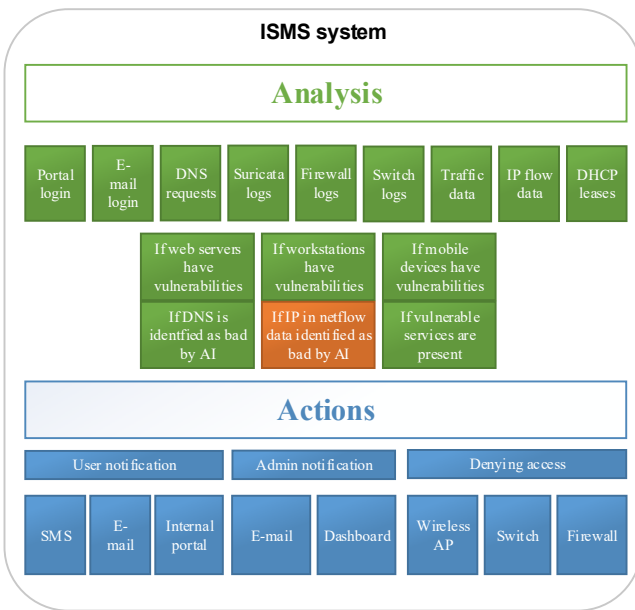 ISMS system
Analysis
Portal
login
E-
mail
login
DNS
requests
Suricata
logs
Firewall
logs
Switch
logs
Traffic
data
IP flow
data
DHCP
leases
If web servers
have
vulnerabilities
If workstations
have
vulnerabilities
If mobile
devices have
vulnerabilities
If DNS is
identfied as bad
by AI
If IP in netflow
data identified as
bad by AI
If vulnerable
services are
present
Actions
User notification
Admin notification
Denying access
SMS
E-
mail
Internal
portal
E-mail
Dashboard
Wireless
AP
Switch
Firewall